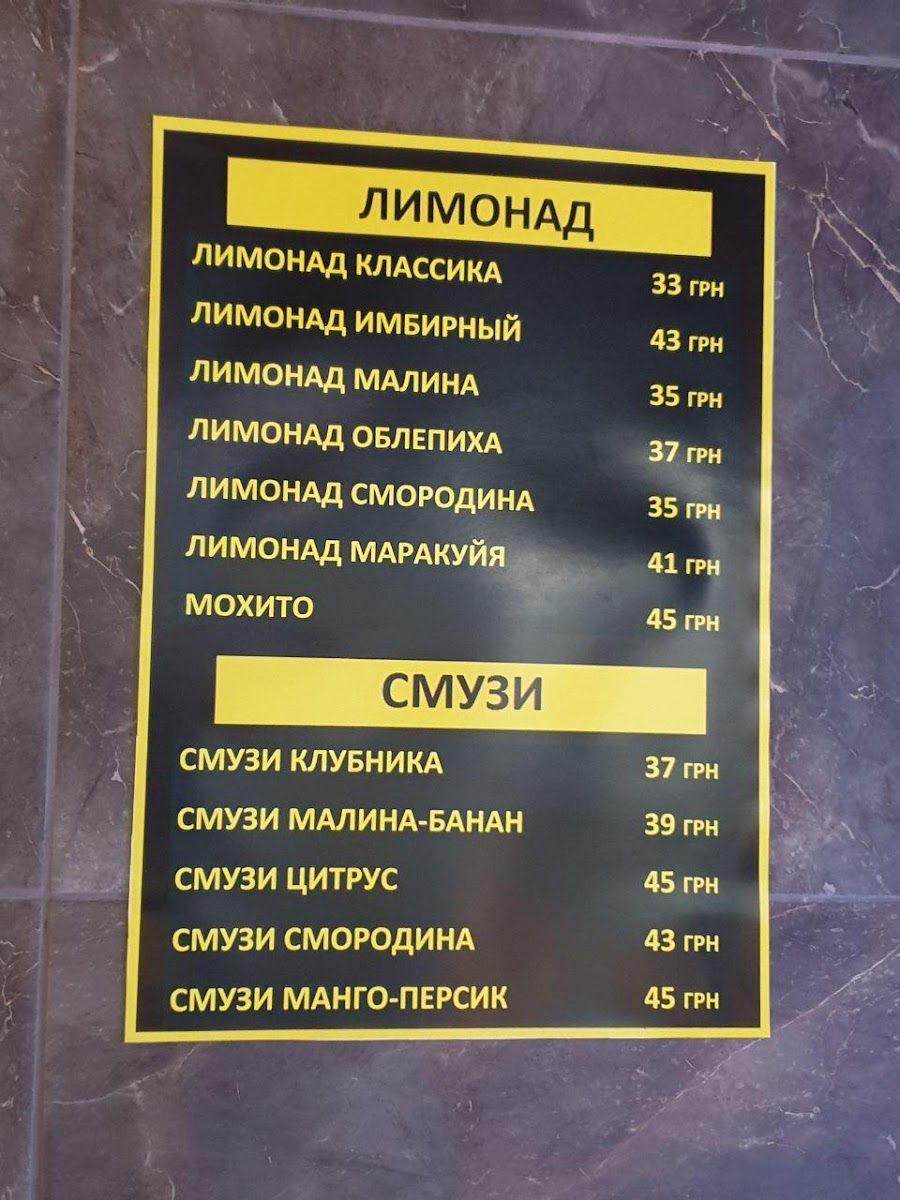 ЛИМОНАД
ЛИМОНАД КЛАССИКА 33 ГРН
ЛИМОНАД ИМБИРНЫЙ 43 ГРН
ЛИМОНАД МАЛИНА 35 ГРН
ЛИМОНАД ОБЛЕПИХА 37 ГРН
ЛИМОНАД СМОРОДИНА 35 ГРН
ЛИМОНАД МАРАКУЙЯ 41 ГРН
МОХИТО 45 ГРН
СМУЗИ
СМУЗИ КЛУБНИКА 37 ГРН
СМУЗИ МАЛИНА-БАНАН 39 ГРН
СМУЗИ ЦИТРУС 45 ГРН
СМУЗИ СМОРОДИНА 43 ГРН
СМУЗИ МАНГО-ПЕРСИК 45 ГРН